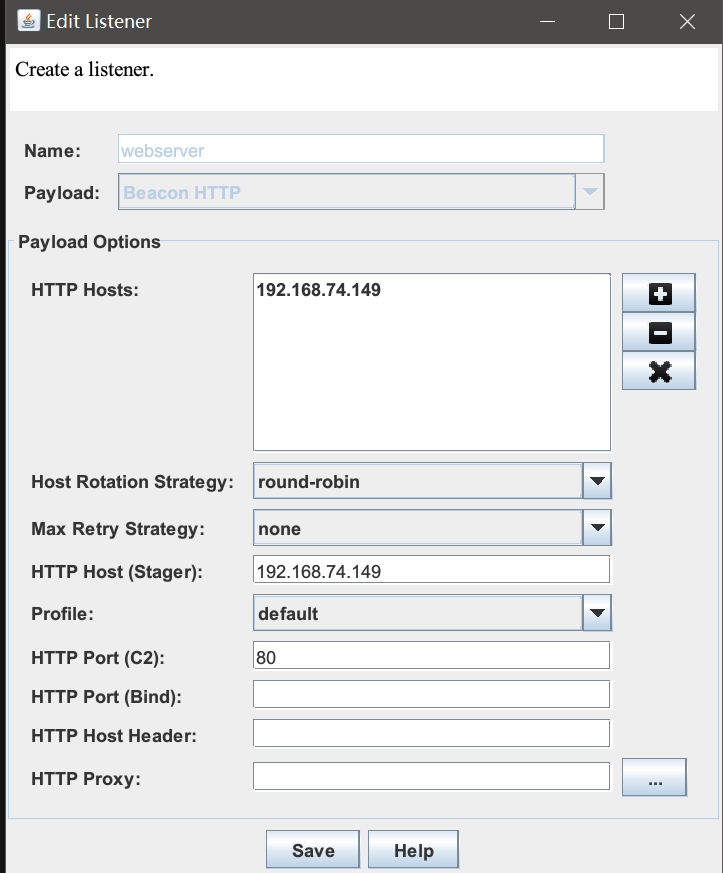 Edit Listener
Create a listener.
Name: webserver
Payload: Beacon HTTP
Payload Options
HTTP Hosts: 192.168.74.149
Host Rotation Strategy: round-robin
Max Retry Strategy: none
HTTP Host (Stager): 192.168.74.149
Profile: default
HTTP Port (C2): 80
HTTP Port (Bind):
HTTP Host Header:
HTTP Proxy: ...
Save Help